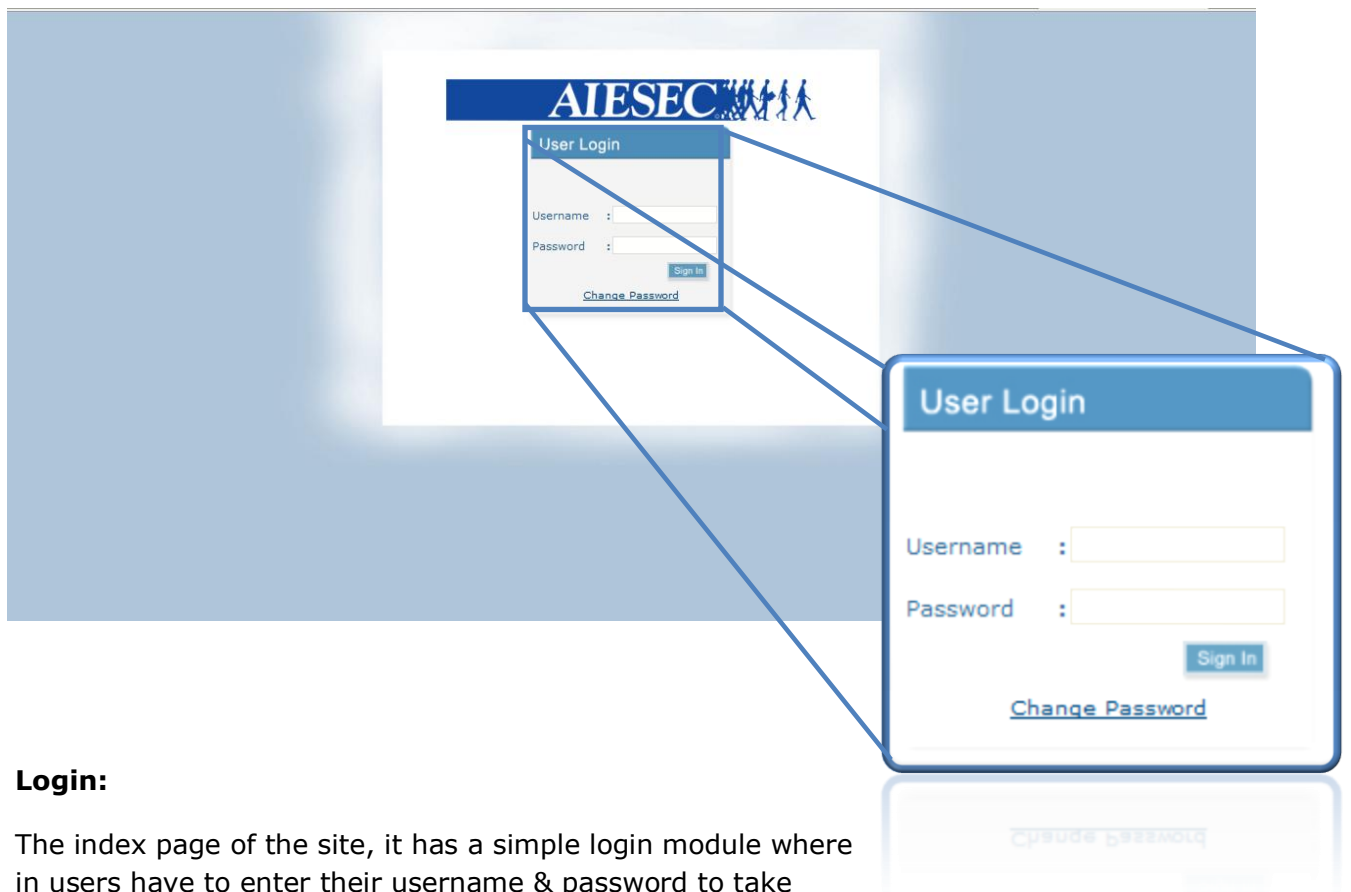 AIESEC
User Login
Username :
Password :
Sign In
Change Password
User Login
Username :
Password :
Sign In
Change Password
Change Password
Login:
The index page of the site, it has a simple login module where
in users have to enter their username & password to take